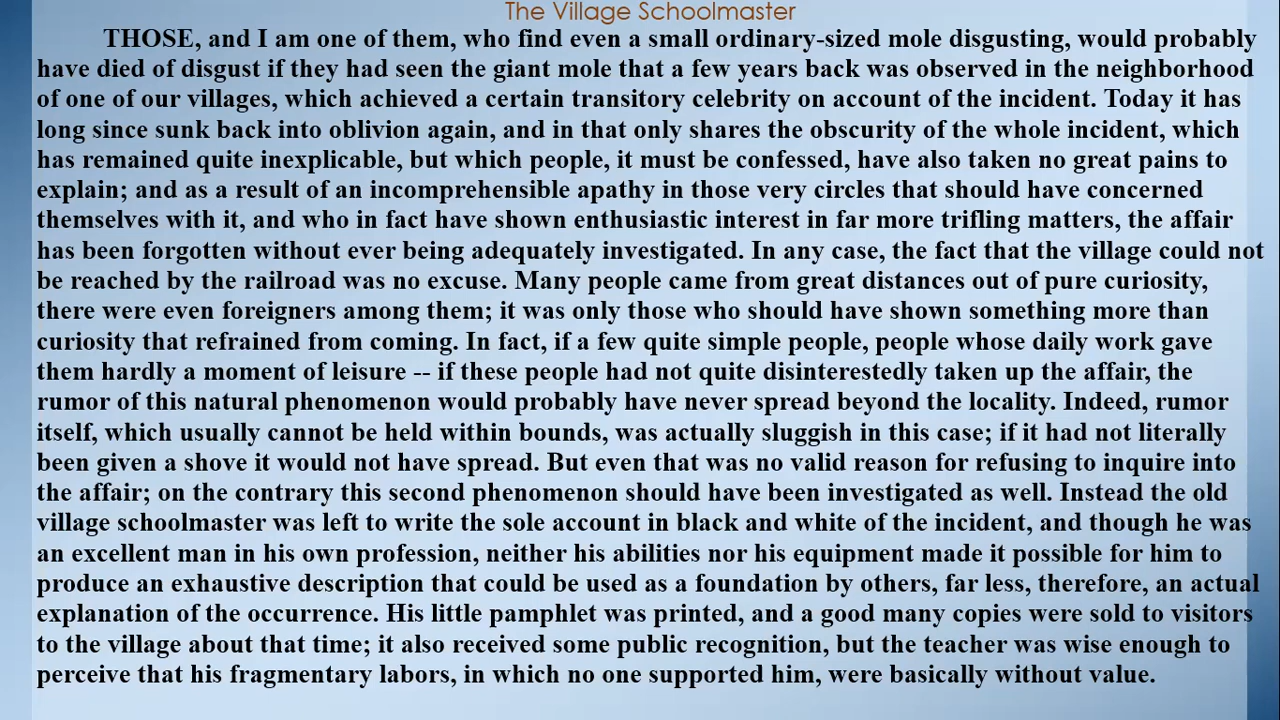 The Village Schoolmaster
THOSE, and I am one of them, who find even a small ordinary-sized mole disgusting, would probably
have died of disgust if they had seen the giant mole that a few years back was observed in the neighborhood
of one of our villages, which achieved a certain transitory celebrity on account of the incident. Today it has
long since sunk back into oblivion again, and in that only shares the obscurity of the whole incident, which
has remained quite inexplicable, but which people, it must be confessed, have also taken no great pains to
explain; and as a result of an incomprehensible apathy in those very circles that should have concerned
themselves with it, and who in fact have shown enthusiastic interest in far more trifling matters, the affair
has been forgotten without ever being adequately investigated. In any case, the fact that the village could not
be reached by the railroad was no excuse. Many people came from great distances out of pure curiosity,
there were even foreigners among them; it was only those who should have shown something more than
curiosity that refrained from coming. In fact, if a few quite simple people, people whose daily work gave
them hardly a moment of leisure -- if these people had not quite disinterestedly taken up the affair, the
rumor of this natural phenomenon would probably have never spread beyond the locality. Indeed, rumor
itself, which usually cannot be held within bounds, was actually sluggish in this case; if it had not literally
been given a shove it would not have spread. But even that was no valid reason for refusing to inquire into
the affair; on the contrary this second phenomenon should have been investigated as well. Instead the old
village schoolmaster was left to write the sole account in black and white of the incident, and though he was
an excellent man in his own profession, neither his abilities nor his equipment made it possible for him to
produce an exhaustive description that could be used as a foundation by others, far less, therefore, an actual
explanation of the occurrence. His little pamphlet was printed, and a good many copies were sold to visitors
to the village about that time; it also received some public recognition, but the teacher was wise enough to
perceive that his fragmentary labors, in which no one supported him, were basically without value.